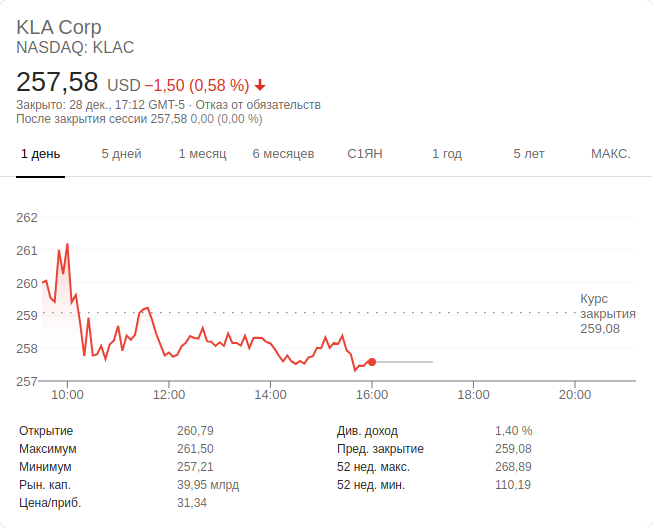 KLA Corp
NASDAQ: KLAC
257,58 USD −1,50 (0,58 %)
Закрыто: 28 дек., 17:12 GMT-5 · Отказ от обязательств
После закрытия сессии 257,58 0,00 (0,00 %)
1 день 5 дней 1 месяц 6 месяцев С1ЯН 1 год 5 лет МАКС.
262
261
260
259
258
257
Курс
закрытия
259,08
10:00 12:00 14:00 16:00 18:00 20:00
Открытие 260,79 Див. доход 1,40 %
Максимум 261,50 Пред. закрытие 259,08
Минимум 257,21 52 нед. макс. 268,89
Рын. кап. 39,95 млрд 52 нед. мин. 110,19
Цена/приб. 31,34